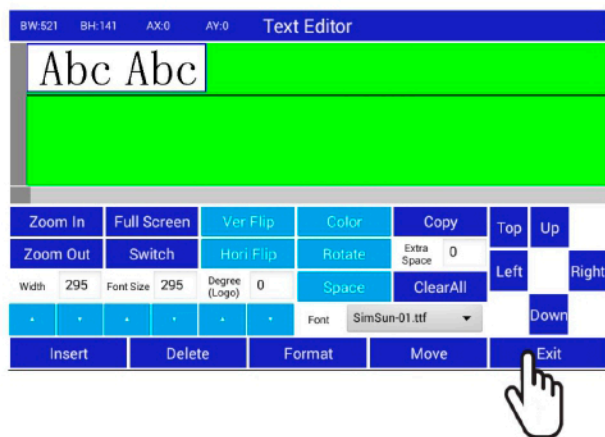 BW:521 BH:141 AX:0 AY:0 Text Editor
Abc Abc
Zoom In Full Screen Ver Flip Color Copy Top Up
Zoom Out Switch Hori Flip Rotate Extra Space 0
Left Right
Width 295 Font Size 295 Degree (Logo) 0 Space ClearAll
Font SimSun-01.ttf Down
Insert Delete Format Move Exit